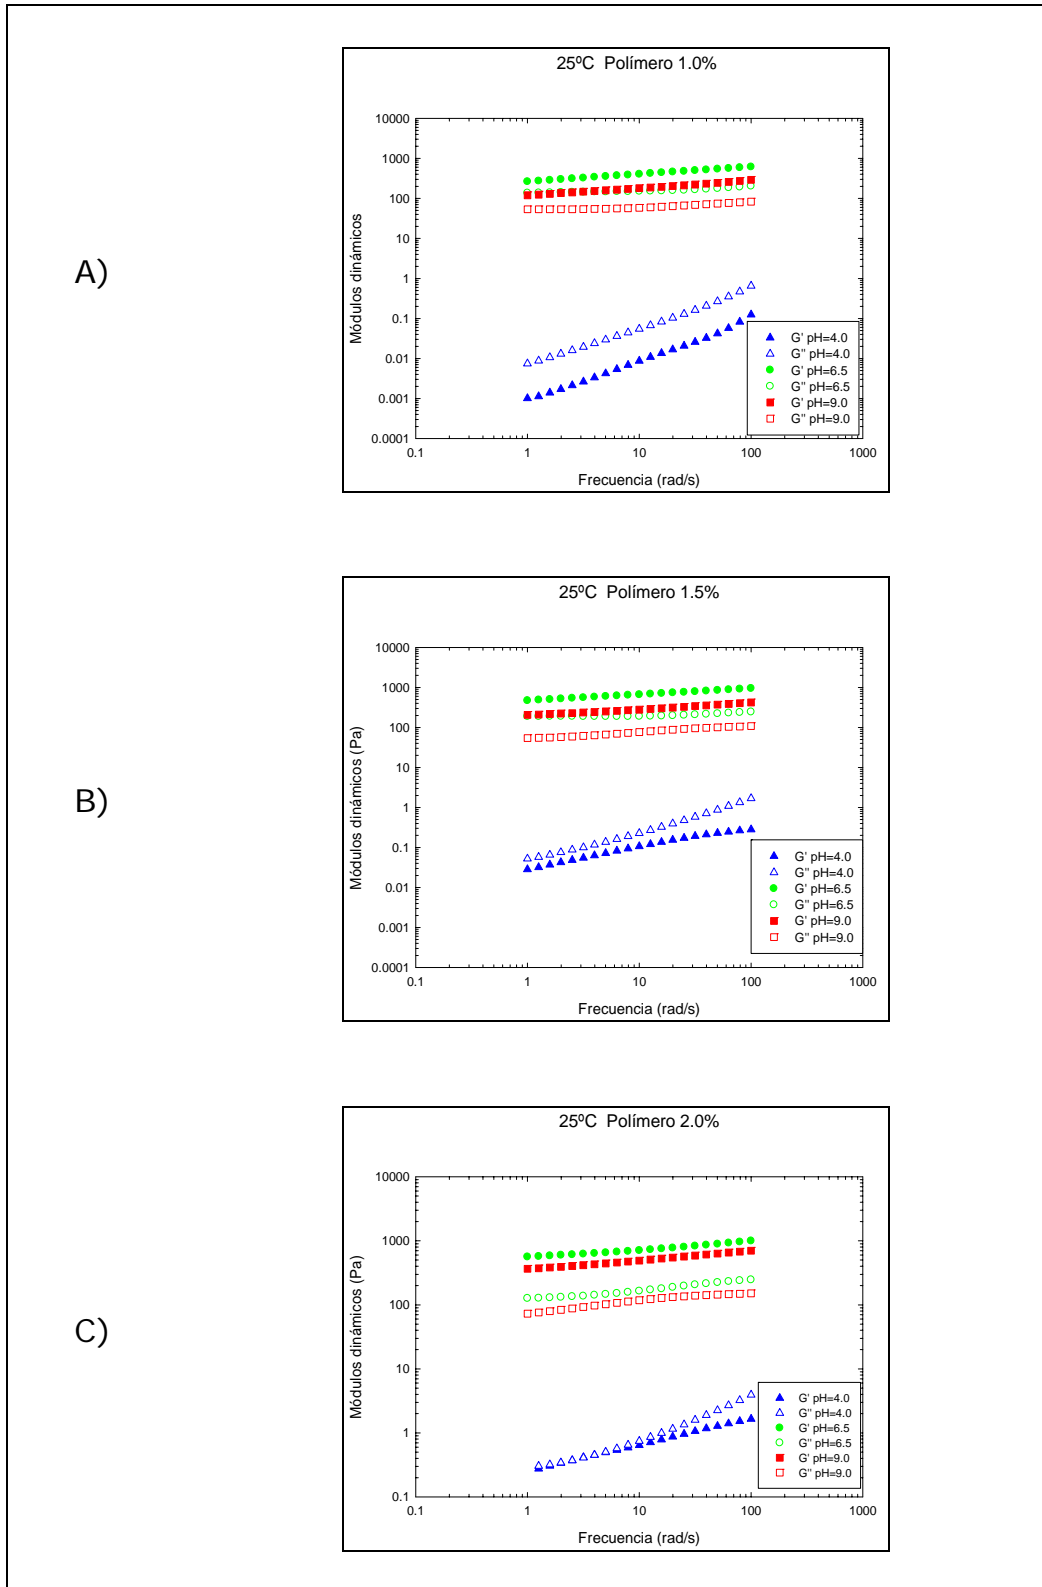 25ºC Polímero 1.0%
10000
1000
100
10
1
0.1
0.01
0.001
0.0001
Módulos dinámicos
0.1
1
10
100
1000
Frecuencia (rad/s)
G' pH=4.0
G'' pH=4.0
G' pH=6.5
G'' pH=6.5
G' pH=9.0
G'' pH=9.0
A)
25ºC Polímero 1.5%
10000
1000
100
10
1
0.1
0.01
0.001
0.0001
Módulos dinámicos (Pa)
0.1
1
10
100
1000
Frecuencia (rad/s)
G' pH=4.0
G'' pH=4.0
G' pH=6.5
G'' pH=6.5
G' pH=9.0
G'' pH=9.0
B)
25ºC Polímero 2.0%
10000
1000
100
10
1
0.1
Módulos dinámicos (Pa)
0.1
1
10
100
1000
Frecuencia (rad/s)
G' pH=4.0
G'' pH=4.0
G' pH=6.5
G'' pH=6.5
G' pH=9.0
G'' pH=9.0
C)